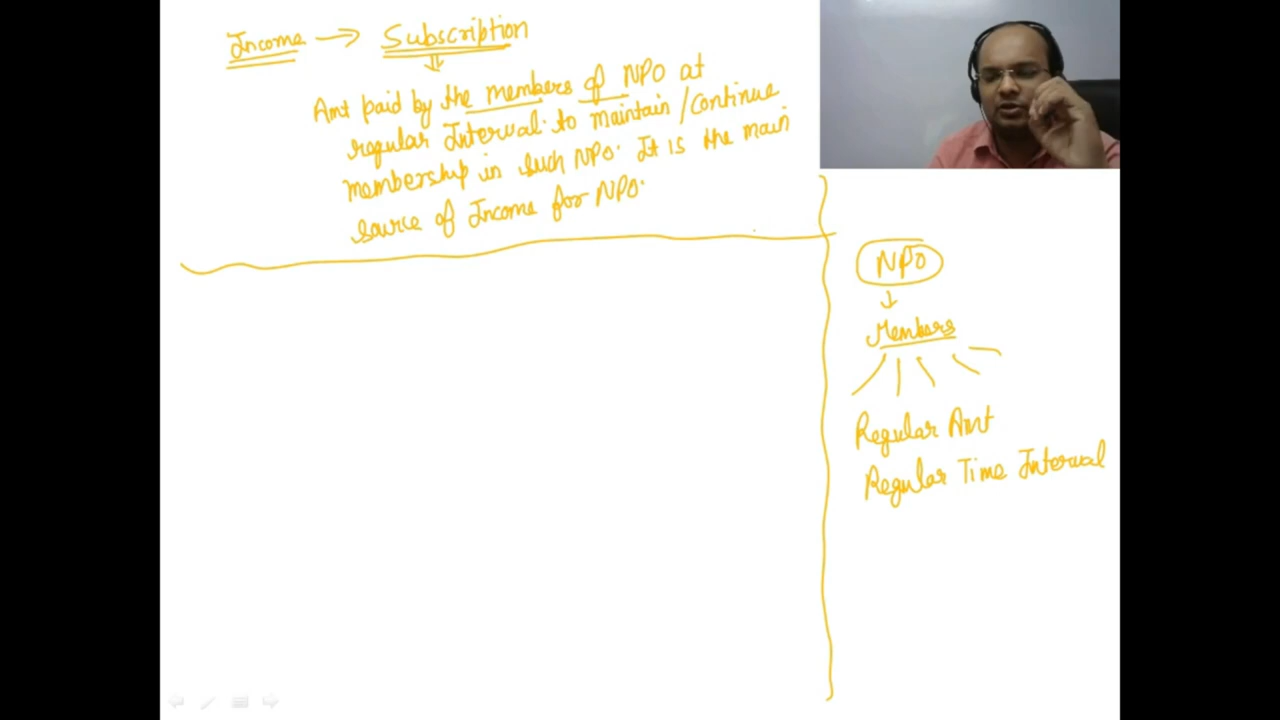 Income → Subscription
Amt paid by the members of NPO at
regular Interval to maintain / Continue
membership in such NPO. It is the main
source of Income for NPO.
NPO
Members
Regular Amt
Regular Time Interval